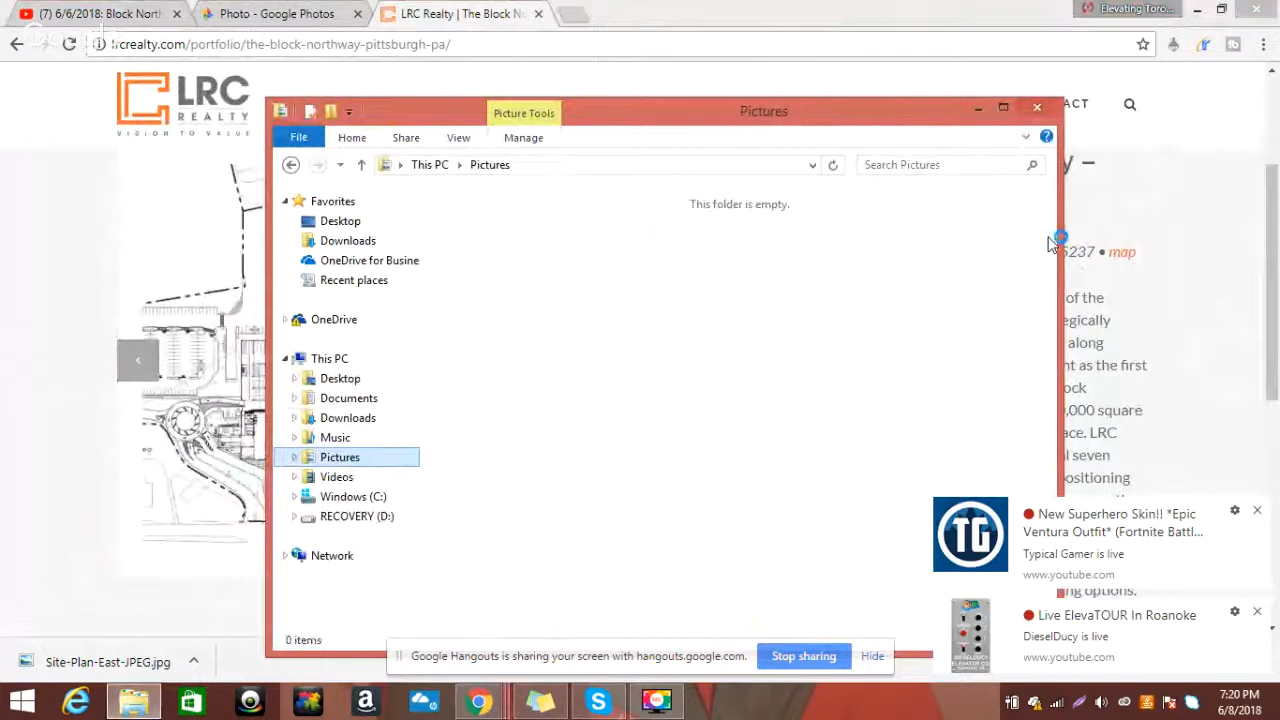 (7) 6/6/2018: Block North
Photo - Google Photos
LRC Realty | The Block No
Elevating Toro...
lrcrealty.com/portfolio/the-block-northway-pittsburgh-pa/
LRC
REALTY
VISION TO VALUE
ACT
Picture Tools
Pictures
File
Home
Share
View
Manage
This PC
Pictures
Search Pictures
Favorites
Desktop
Downloads
OneDrive for Busine
Recent places
OneDrive
This PC
Desktop
Documents
Downloads
Music
Pictures
Videos
Windows (C:)
RECOVERY (D:)
Network
This folder is empty.
0 items
y –
5237 • map
of the
egically
along
nt as the first
ock
,000 square
ace. LRC
al seven
positioning
ng options,
New Superhero Skin!! *Epic
Ventura Outfit* (Fortnite Battl...
Typical Gamer is live
www.youtube.com
TG
Live ElevaTOUR In Roanoke
DieselDucy is live
www.youtube.com
Site-Plan-East-JPEG.jpg
Google Hangouts is sharing your screen with hangouts.google.com.
Stop sharing
Hide
7:20 PM
6/8/2018